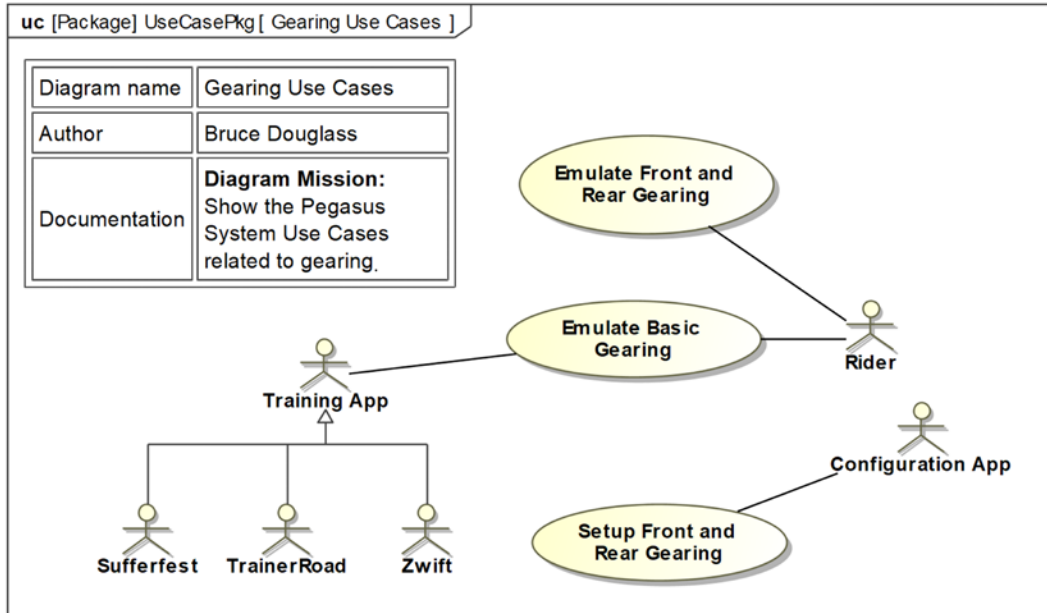 uc [Package] UseCasePkg [ Gearing Use Cases ]
Diagram name
Gearing Use Cases
Author
Bruce Douglass
Documentation
Diagram Mission:
Show the Pegasus
System Use Cases
related to gearing.
Emulate Front and
Rear Gearing
Emulate Basic
Gearing
Rider
Training App
Configuration App
Setup Front and
Rear Gearing
Sufferfest
TrainerRoad
Zwift